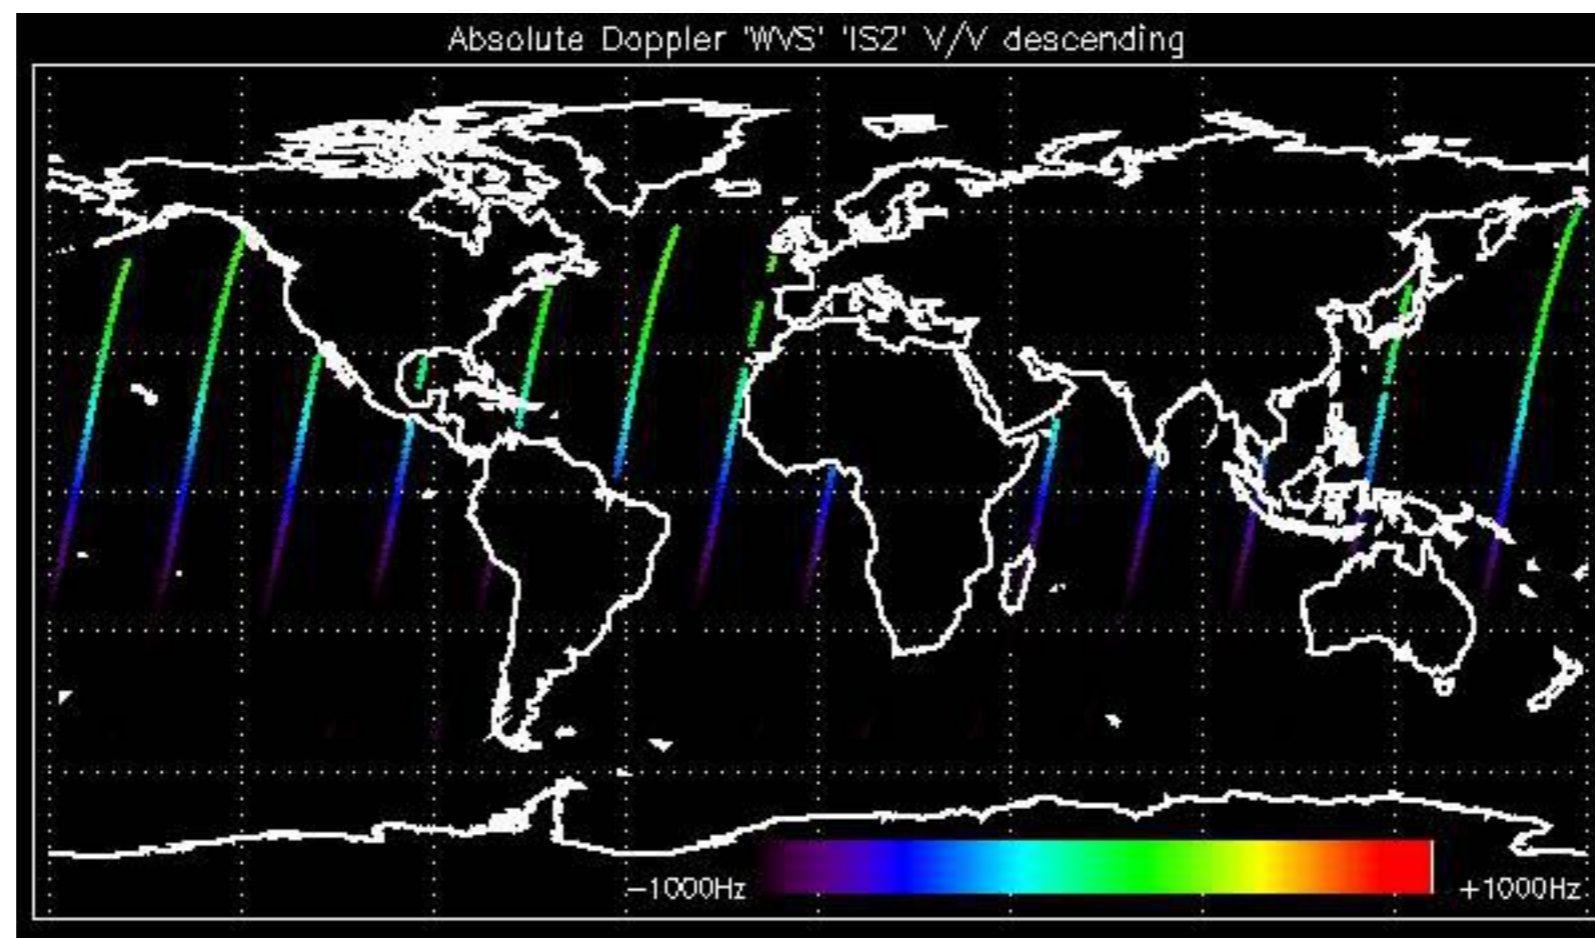 Absolute Doppler 'WVS' 'IS2' V/V descending
−1000Hz
+1000Hz